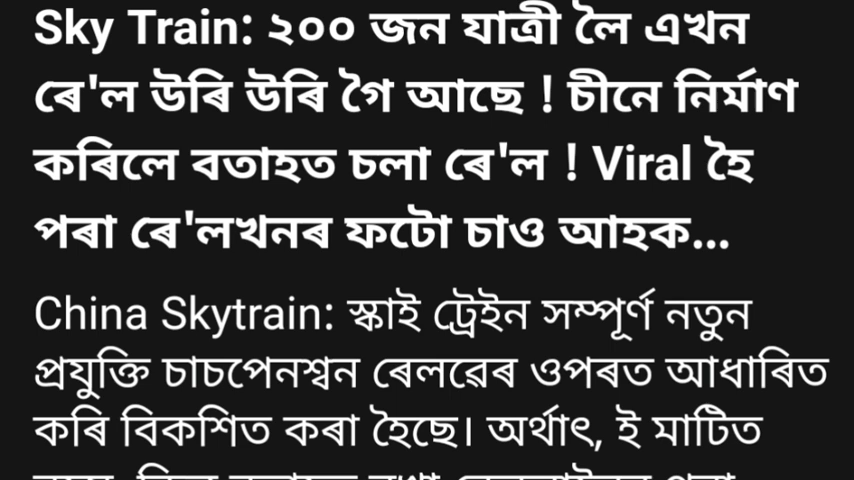 Sky Train: ২০০ জন যাত্ৰী লৈ এখন
ৰে'ল উৰি উৰি গৈ আছে ! চীনে নিৰ্মাণ
কৰিলে বতাহত চলা ৰে'ল ! Viral হৈ
পৰা ৰে'লখনৰ ফটো চাও আহক...
China Skytrain: স্কাই ট্ৰেইন সম্পূৰ্ণ নতুন
প্ৰযুক্তি চাচপেনশ্বন ৰেলৱেৰ ওপৰত আধাৰিত
কৰি বিকশিত কৰা হৈছে। অৰ্থাৎ, ই মাটিত